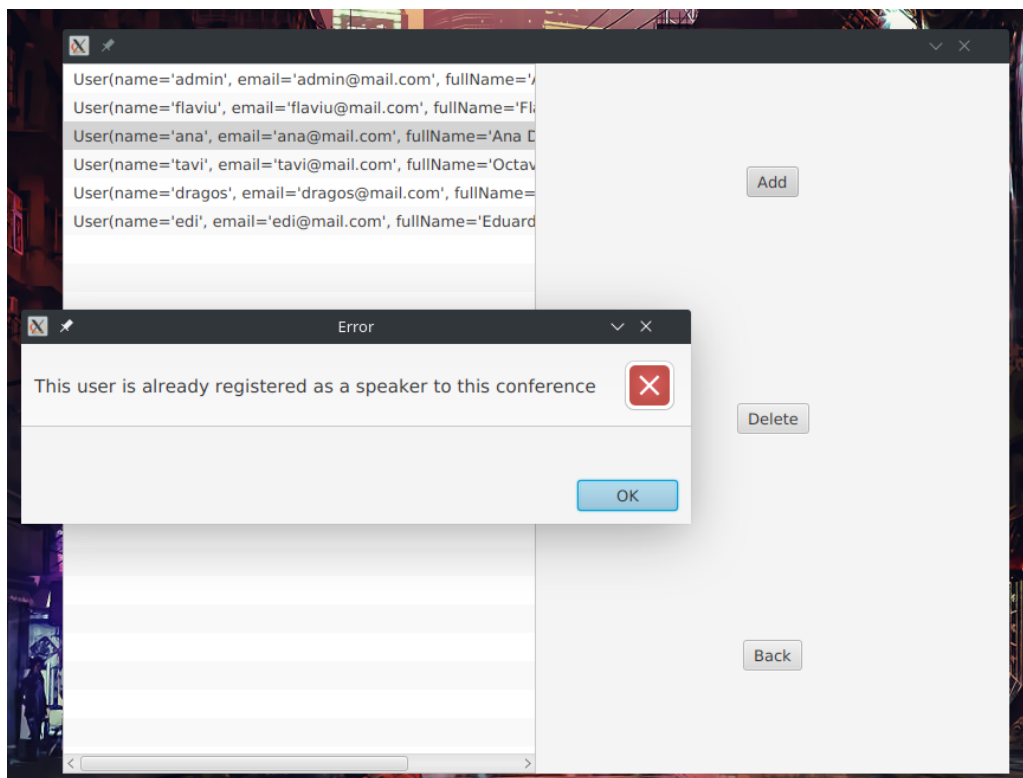 User(name='admin', email='admin@mail.com', fullName='
User(name='flaviu', email='flaviu@mail.com', fullName='Fl
User(name='ana', email='ana@mail.com', fullName='Ana D
User(name='tavi', email='tavi@mail.com', fullName='Octav
User(name='dragos', email='dragos@mail.com', fullName=
User(name='edi', email='edi@mail.com', fullName='Eduard
Add
Error
This user is already registered as a speaker to this conference
OK
Delete
Back